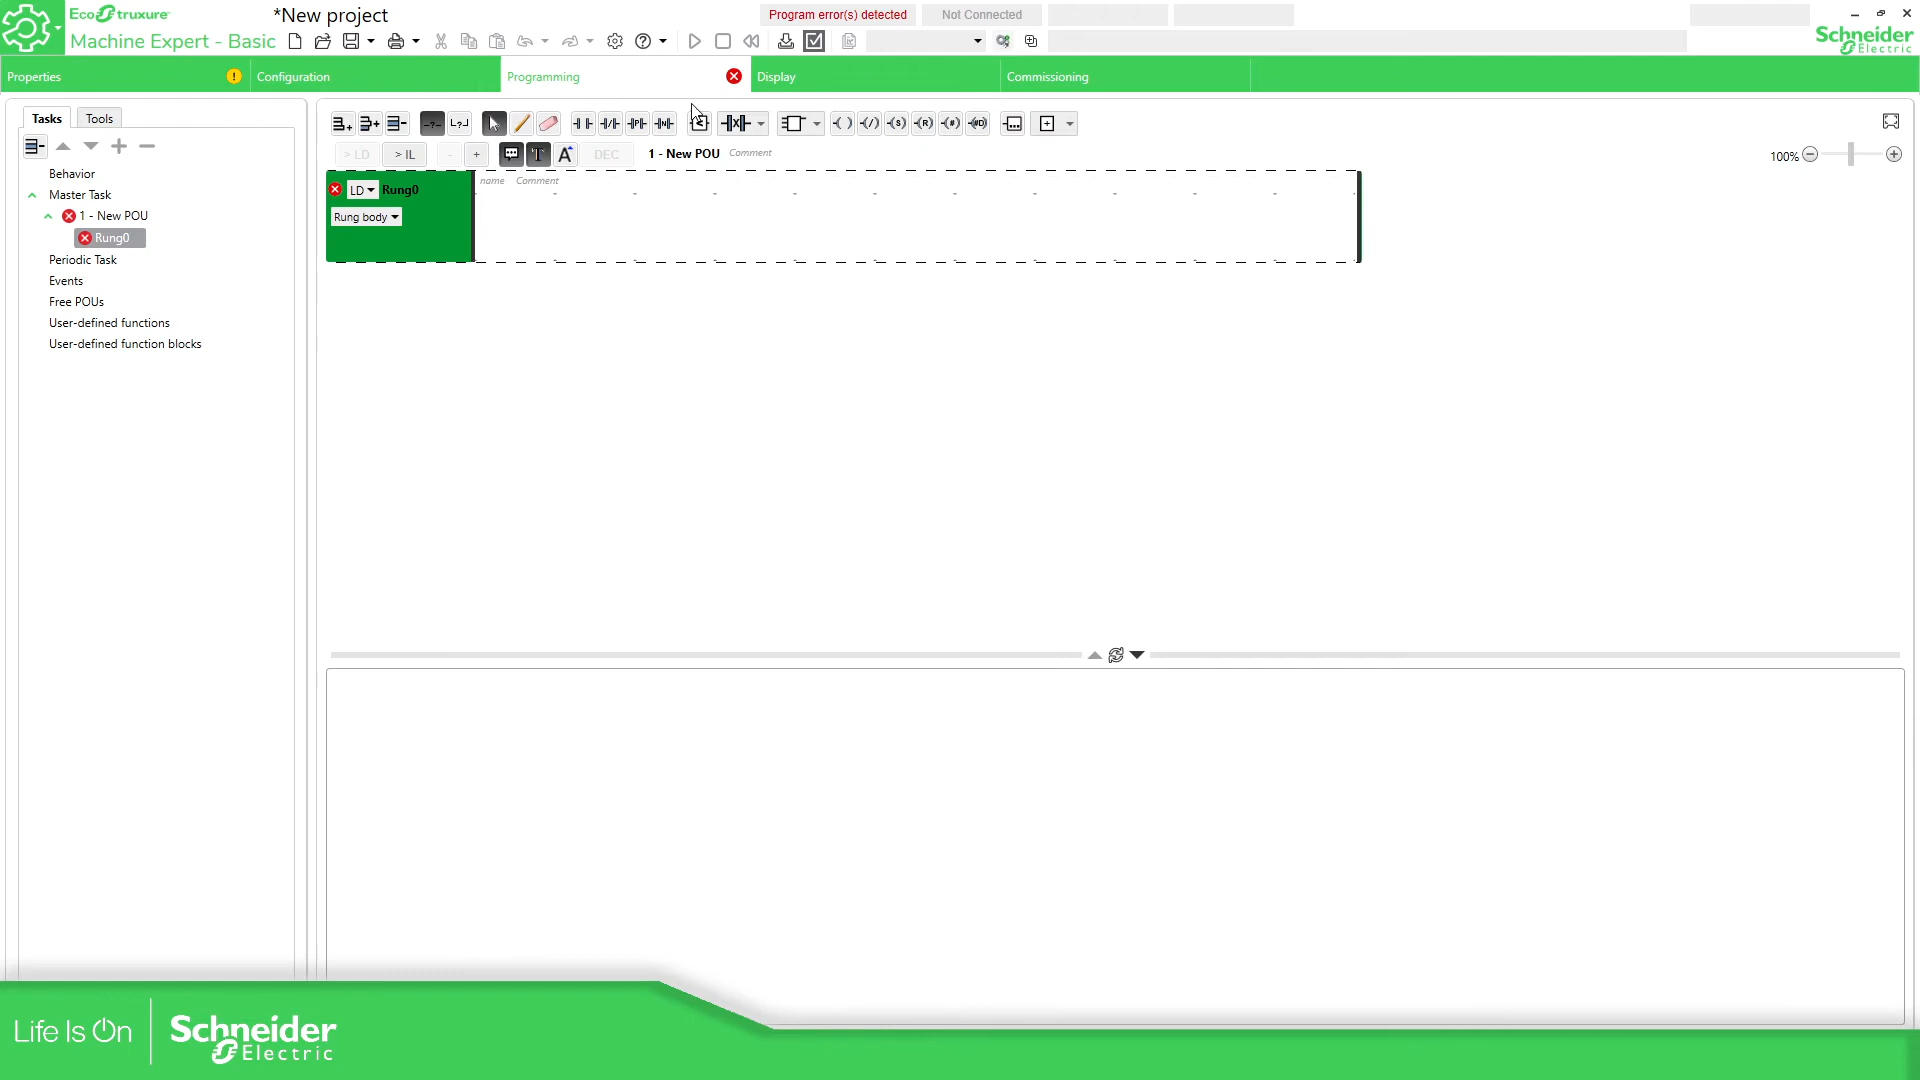 EcoStruxure
Machine Expert - Basic
*New project
Program error(s) detected
Not Connected
Schneider
Electric
Properties
Configuration
Programming
Display
Commissioning
Tasks
Tools
Behavior
Master Task
1 - New POU
Rung0
Periodic Task
Events
Free POUs
User-defined functions
User-defined function blocks
> LD
> IL
-
+
T
A
DEC
1 - New POU
Comment
100%
LD
Rung0
name
Comment
Rung body
Life Is On
Schneider
Electric